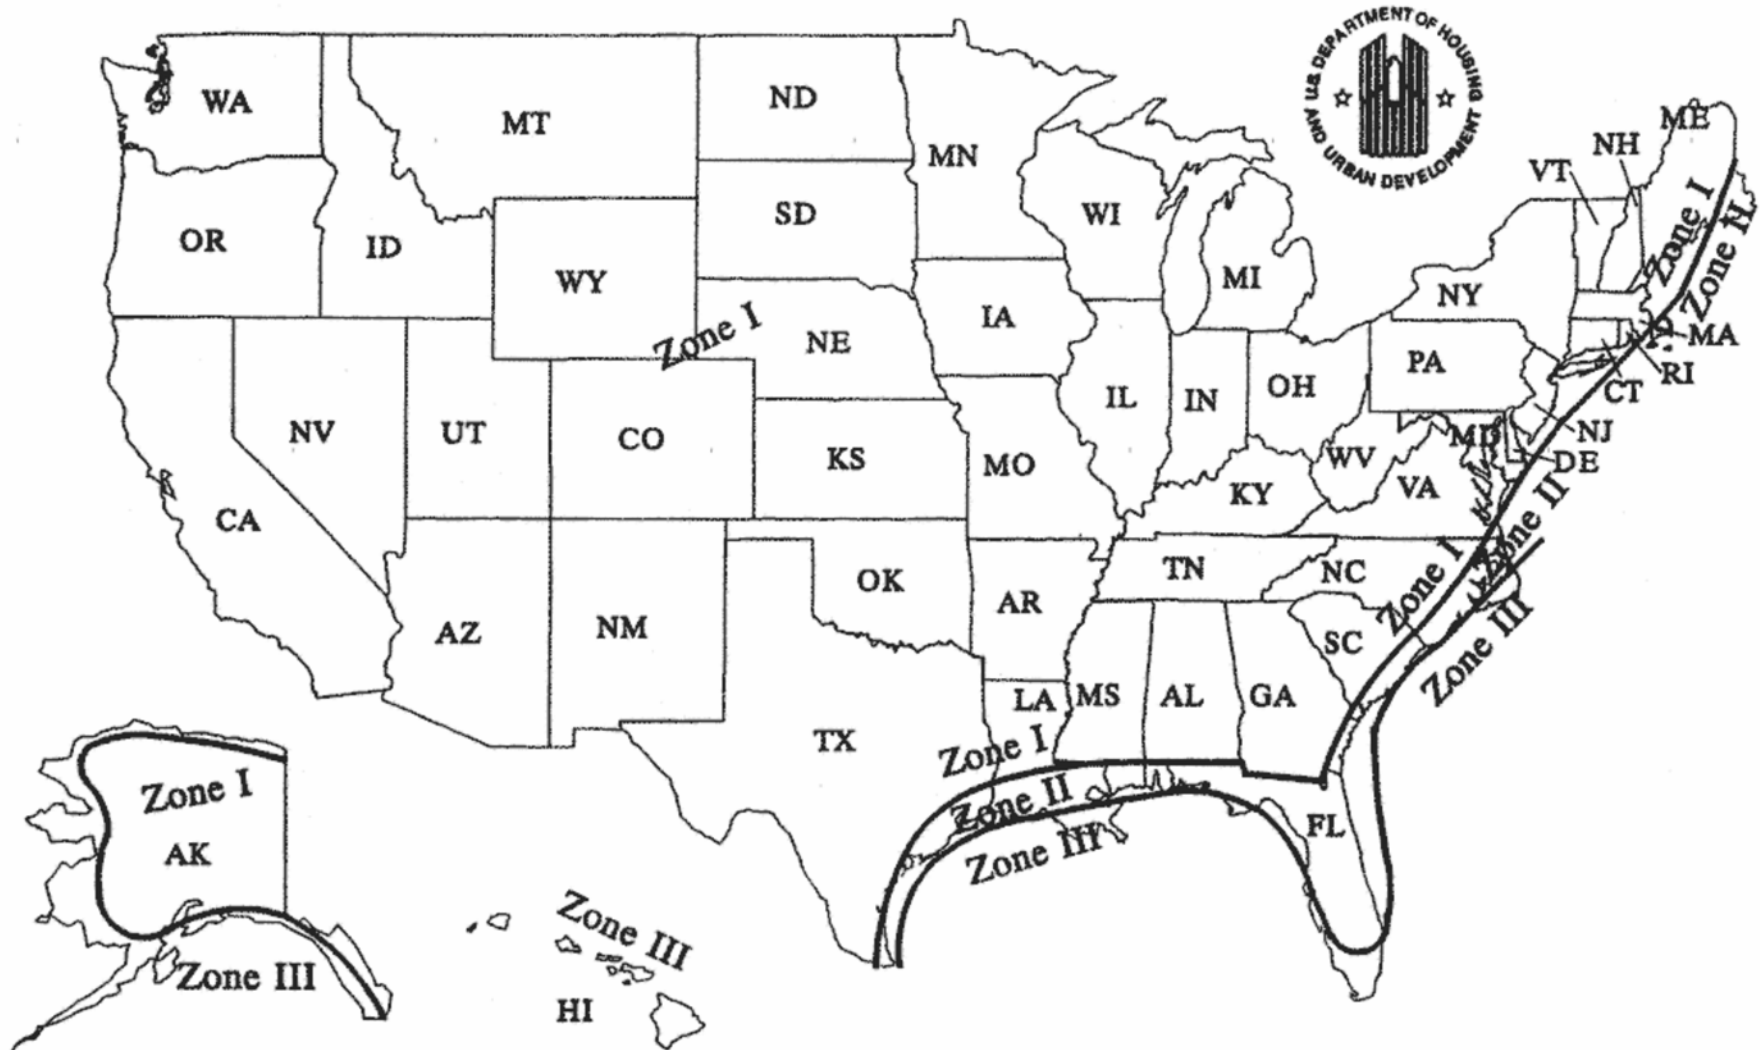 U.S. DEPARTMENT OF HOUSING AND URBAN DEVELOPMENT
WA
MT
ND
MN
ME
NH
VT
OR
ID
SD
WI
WY
MI
NY
Zone I
Zone II
Zone I
NE
IA
MA
RI
CT
PA
OH
IN
IL
NV
UT
CO
KS
MO
WV
VA
MD
NJ
DE
CA
KY
Zone I
Zone II
Zone III
AZ
NM
OK
AR
TN
NC
SC
TX
LA
MS
AL
GA
Zone I
Zone II
Zone III
FL
Zone I
AK
Zone III
Zone III
HI